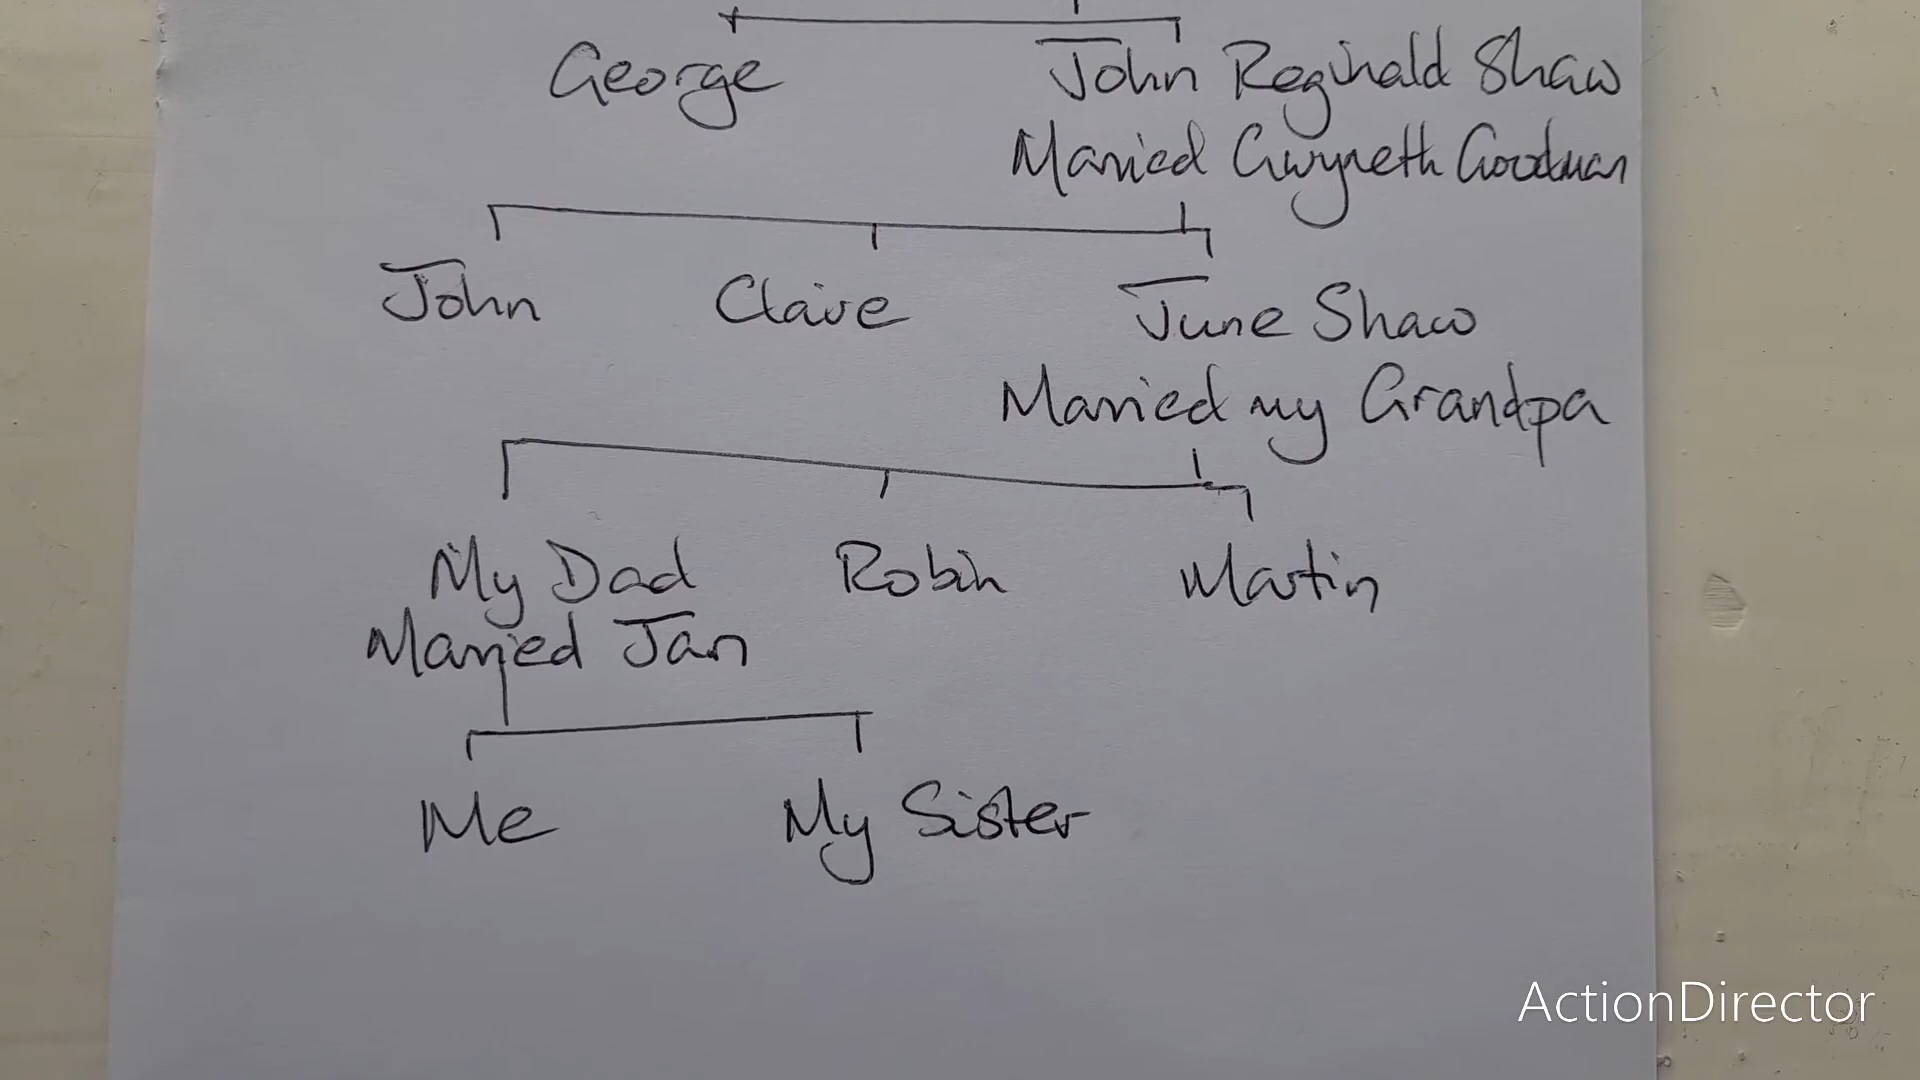 George
John Reginald Shaw
Married Gwyneth Goodman
John
Claire
June Shaw
Married my Grandpa
My Dad
Robin
Martin
Married Jan
Me
My Sister
ActionDirector